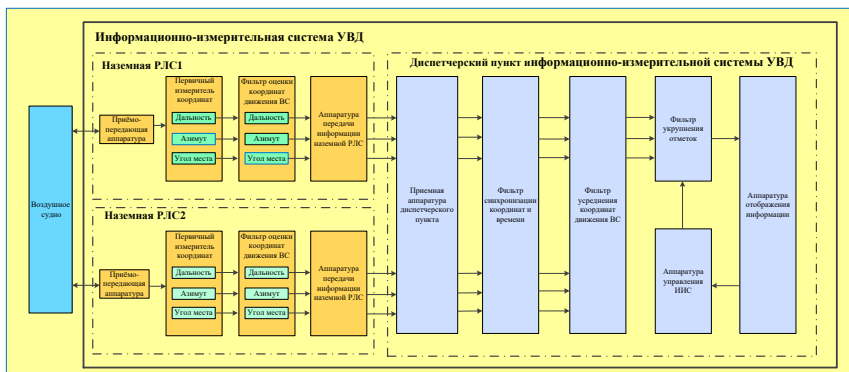 Информационно-измерительная система УВД
Наземная РЛС1
Диспетчерский пункт информационно-измерительной системы УВД
Воздушное
судно
Приёмо-
передающая
аппаратура
Первичный
измеритель
координат
Дальность
Азимут
Угол места
Фильтр оценки
координат
движения ВС
Дальность
Азимут
Угол места
Аппаратура
передачи
информации
наземной РЛС
Наземная РЛС2
Приёмо-
передающая
аппаратура
Первичный
измеритель
координат
Дальность
Азимут
Угол места
Фильтр оценки
координат
движения ВС
Дальность
Азимут
Угол места
Аппаратура
передачи
информации
наземной РЛС
Приемная
аппаратура
диспетчерского
пункта
Фильтр
синхронизации
координат и
времени
Фильтр
усреднения
координат
движения ВС
Фильтр
укрупнения
отметок
Аппаратура
управления
ИИС
Аппаратура
отображения
информации